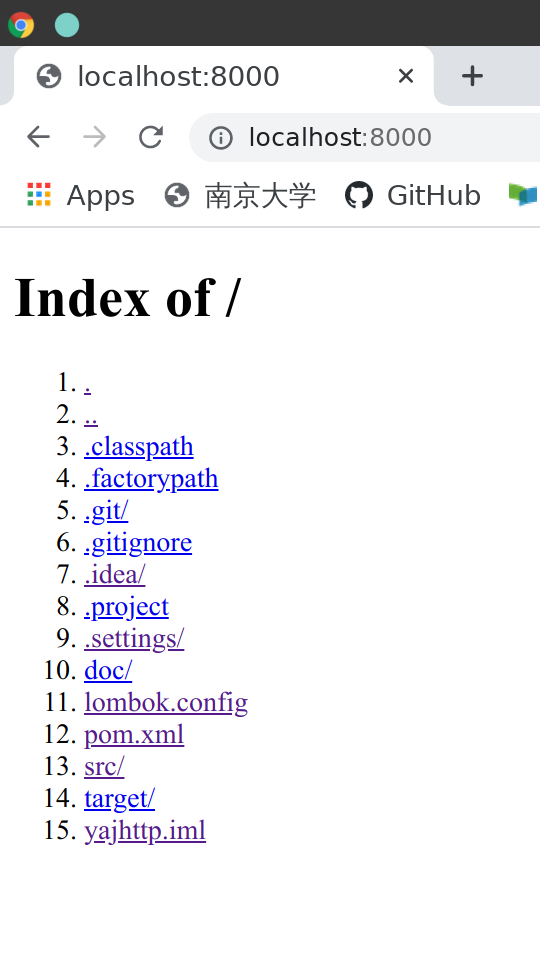 localhost:8000
localhost:8000
Apps 南京大学 GitHub
Index of /
1. .
2. ..
3. .classpath
4. .factorypath
5. .git/
6. .gitignore
7. .idea/
8. .project
9. .settings/
10. doc/
11. lombok.config
12. pom.xml
13. src/
14. target/
15. yajhttp.iml